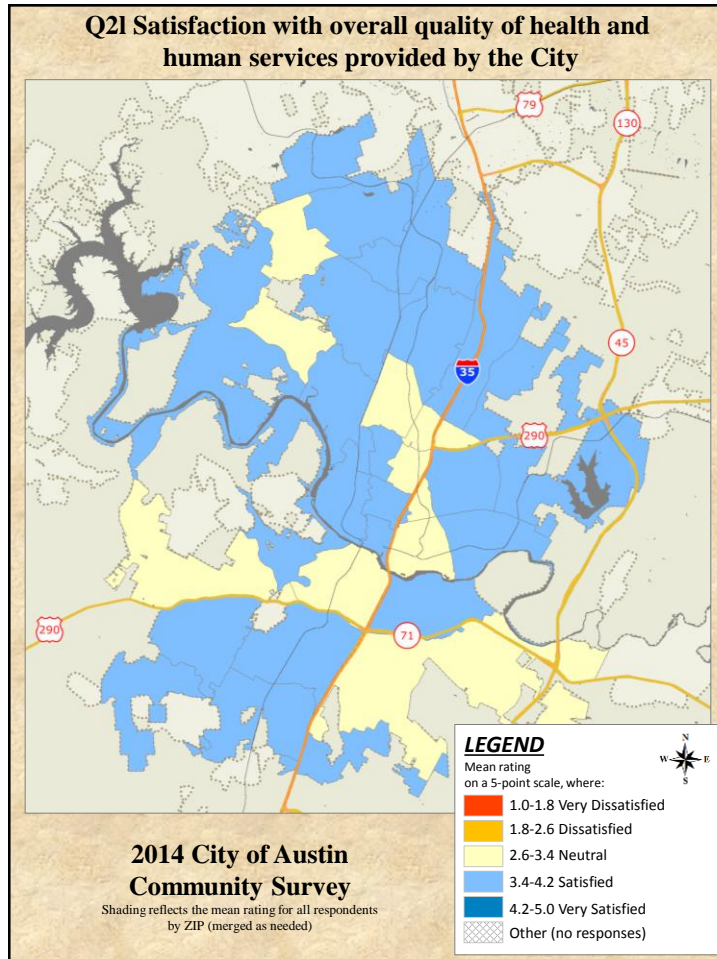 Q2l Satisfaction with overall quality of health and
human services provided by the City
79
130
45
35
290
290
71
LEGEND
Mean rating
on a 5-point scale, where:
N
W
E
S
1.0-1.8 Very Dissatisfied
1.8-2.6 Dissatisfied
2.6-3.4 Neutral
3.4-4.2 Satisfied
4.2-5.0 Very Satisfied
Other (no responses)
2014 City of Austin
Community Survey
Shading reflects the mean rating for all respondents
by ZIP (merged as needed)